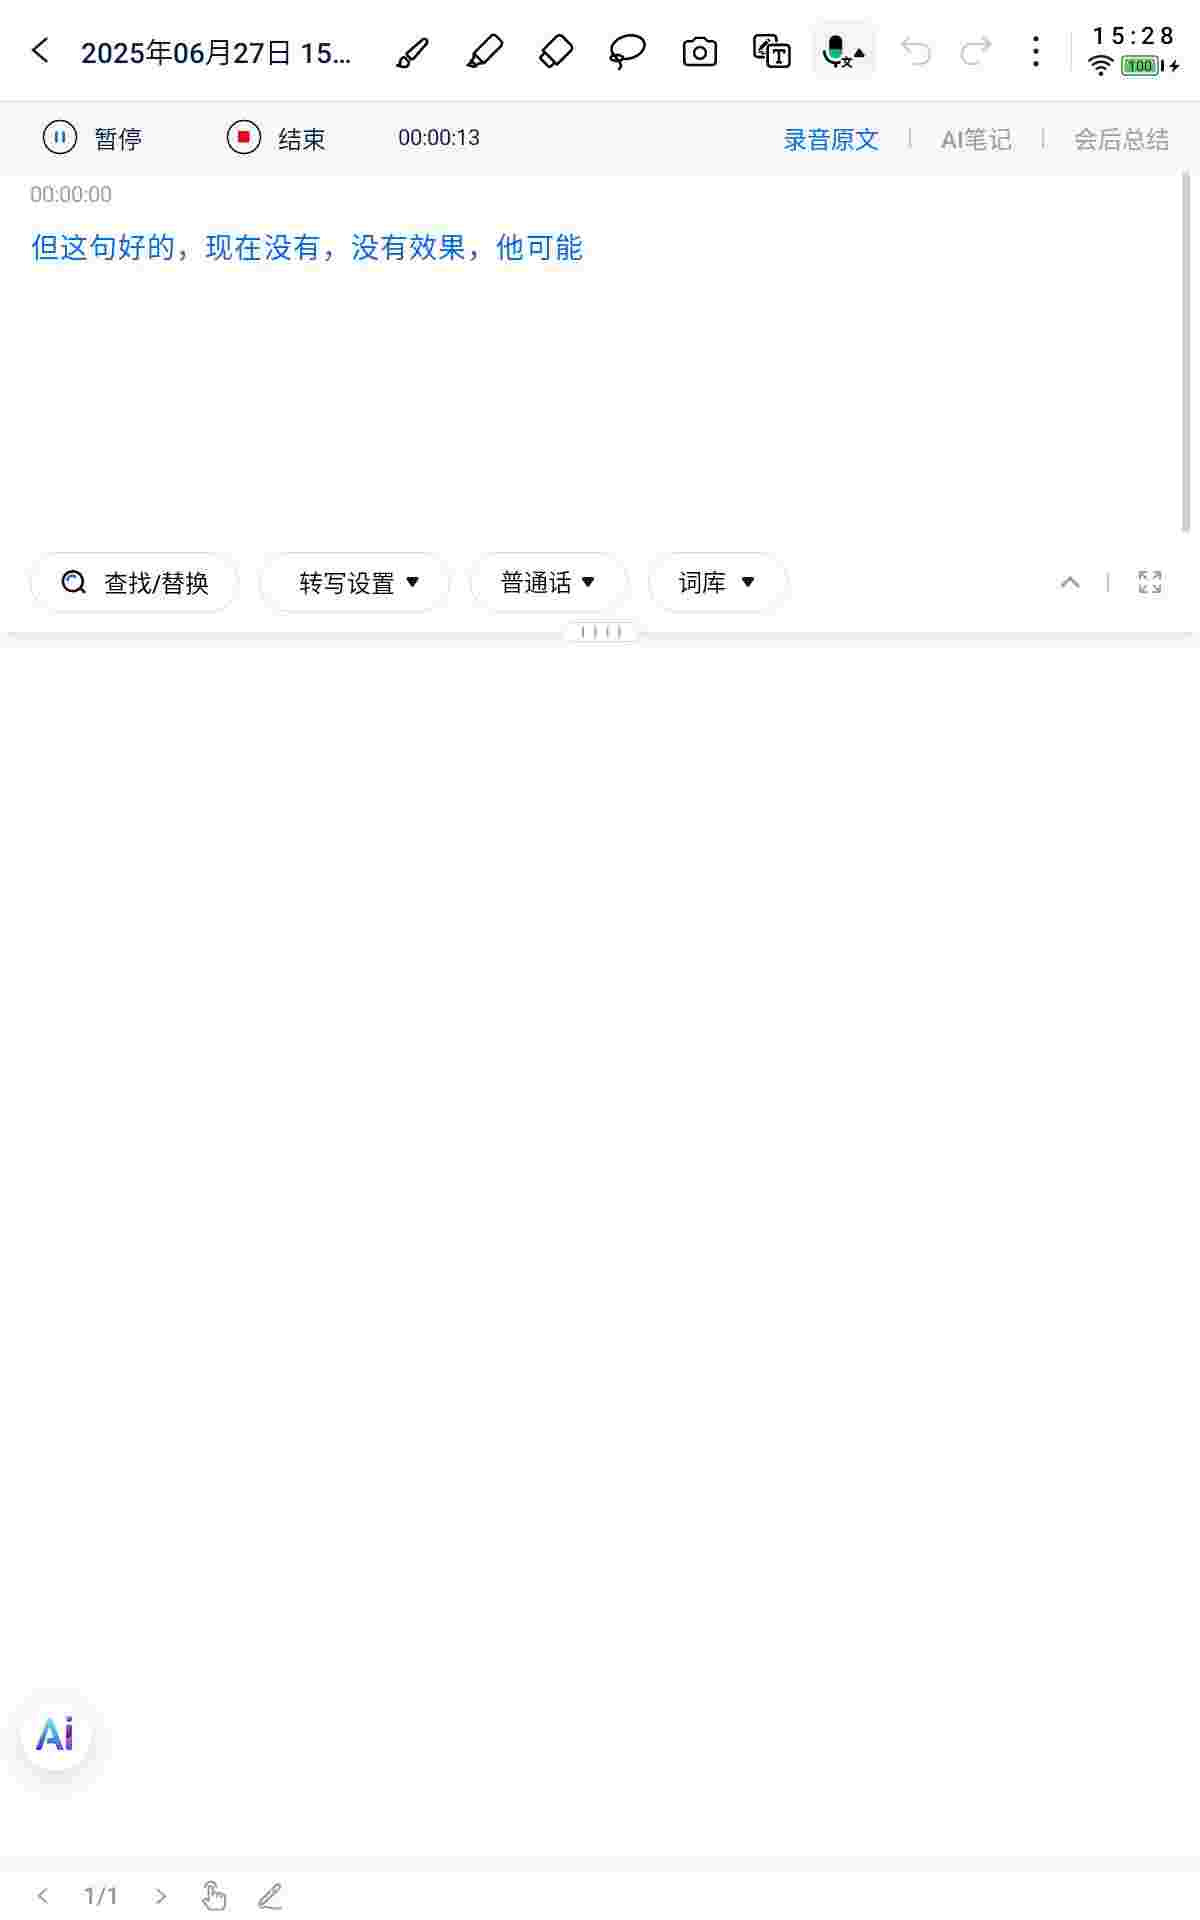 2025年06月27日 15...
15:28
100
暂停 结束 00:00:13 录音原文 AI笔记 会后总结
00:00:00
但这句好的，现在没有，没有效果，他可能
查找/替换 转写设置 普通话 词库
Ai
1/1